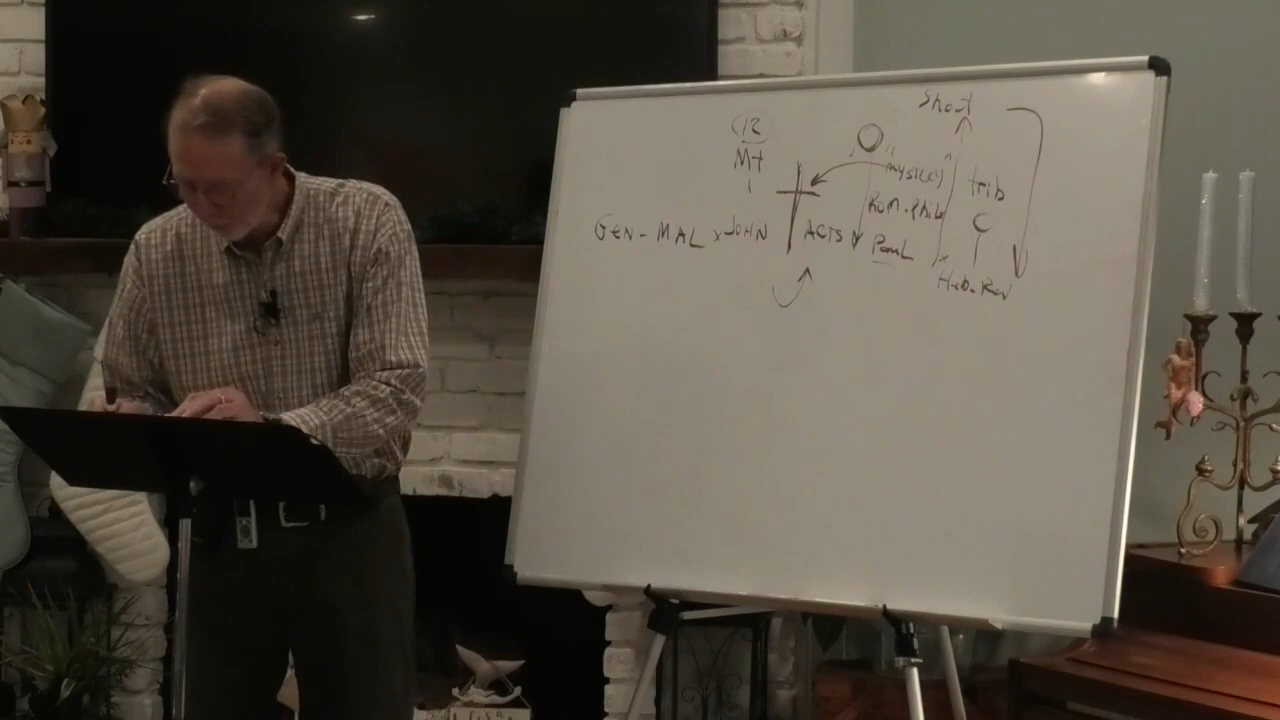 Shout
12
Mt
"mystery"
trib
Rom. Phil
GEN - MAL x JOHN
ACTS
Paul
Heb. Rev